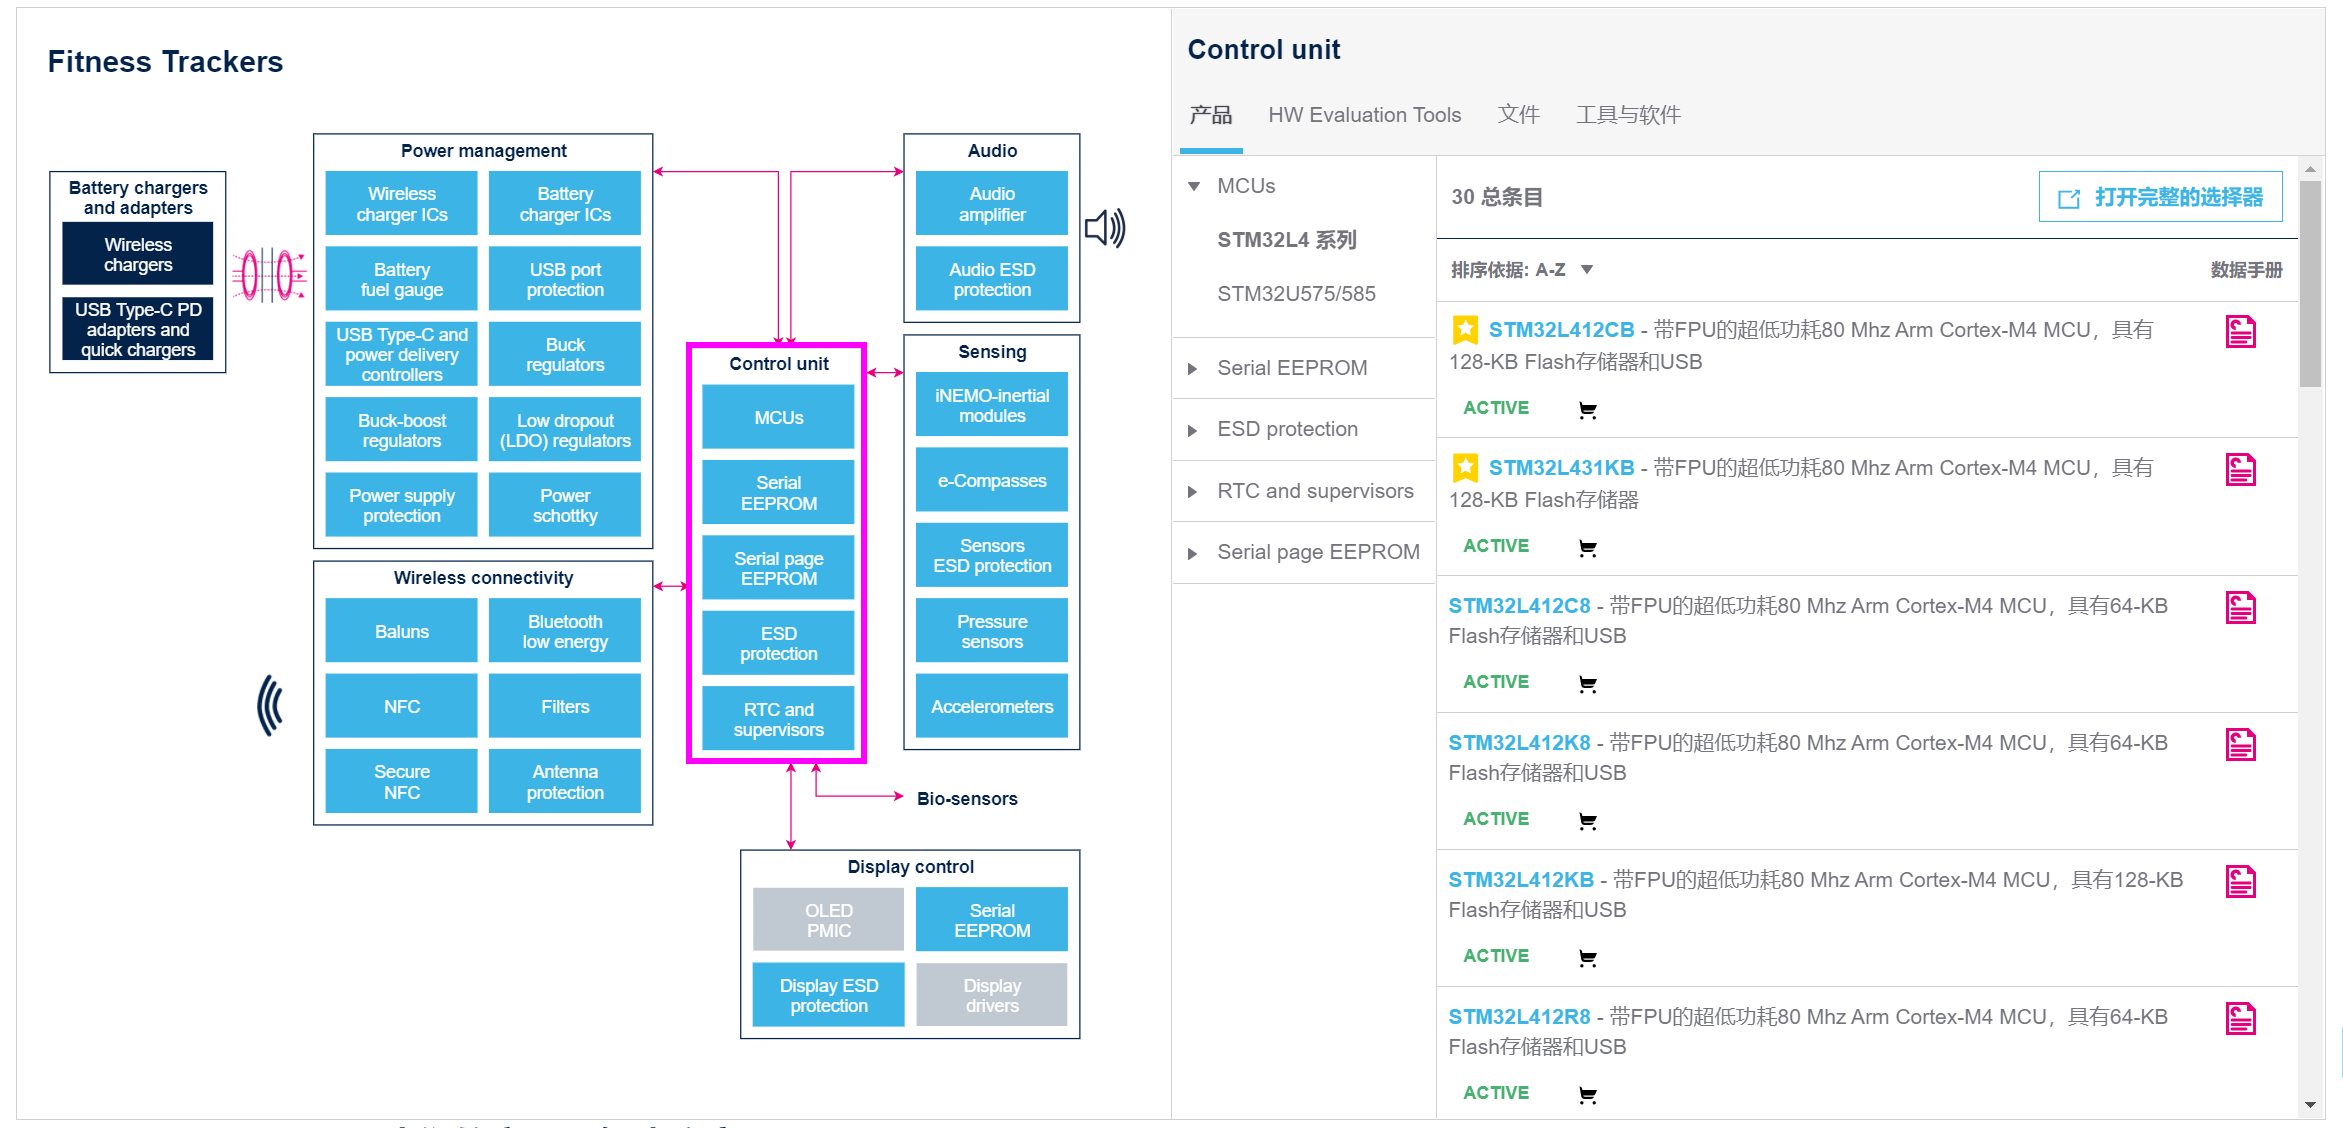 Fitness Trackers
Battery chargers
and adapters
Wireless
chargers
USB Type-C PD
adapters and
quick chargers
Power management
Wireless
charger ICs
Battery
charger ICs
Battery
fuel gauge
USB port
protection
USB Type-C and
power delivery
controllers
Buck
regulators
Buck-boost
regulators
Low dropout
(LDO) regulators
Power supply
protection
Power
schottky
Wireless connectivity
Baluns
Bluetooth
low energy
NFC
Filters
Secure
NFC
Antenna
protection
Control unit
MCUs
Serial
EEPROM
Serial page
EEPROM
ESD
protection
RTC and
supervisors
Audio
Audio
amplifier
Audio ESD
protection
Sensing
iNEMO-inertial
modules
e-Compasses
Sensors
ESD protection
Pressure
sensors
Accelerometers
Bio-sensors
Display control
OLED
PMIC
Serial
EEPROM
Display ESD
protection
Display
drivers
Control unit
产品 HW Evaluation Tools 文件 工具与软件
MCUs
STM32L4 系列
STM32U575/585
Serial EEPROM
ESD protection
RTC and supervisors
Serial page EEPROM
30 总条目
打开完整的选择器
排序依据: A-Z
数据手册
STM32L412CB - 带FPU的超低功耗80 Mhz Arm Cortex-M4 MCU，具有
128-KB Flash存储器和USB
ACTIVE
STM32L431KB - 带FPU的超低功耗80 Mhz Arm Cortex-M4 MCU，具有
128-KB Flash存储器
ACTIVE
STM32L412C8 - 带FPU的超低功耗80 Mhz Arm Cortex-M4 MCU，具有64-KB
Flash存储器和USB
ACTIVE
STM32L412K8 - 带FPU的超低功耗80 Mhz Arm Cortex-M4 MCU，具有64-KB
Flash存储器和USB
ACTIVE
STM32L412KB - 带FPU的超低功耗80 Mhz Arm Cortex-M4 MCU，具有128-KB
Flash存储器和USB
ACTIVE
STM32L412R8 - 带FPU的超低功耗80 Mhz Arm Cortex-M4 MCU，具有64-KB
Flash存储器和USB
ACTIVE